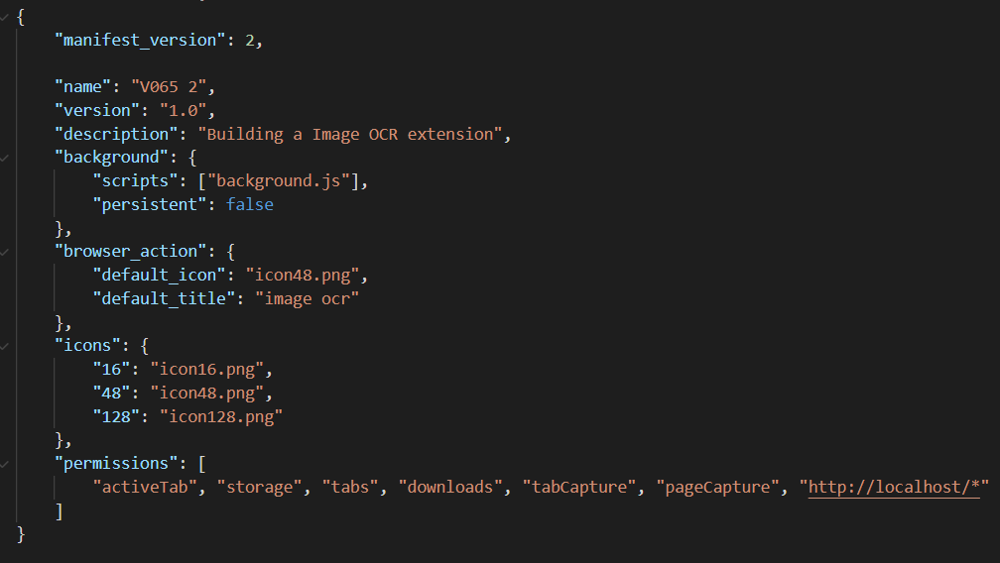 {
    "manifest_version": 2,

    "name": "V065 2",
    "version": "1.0",
    "description": "Building a Image OCR extension",
    "background": {
        "scripts": ["background.js"],
        "persistent": false
    },
    "browser_action": {
        "default_icon": "icon48.png",
        "default_title": "image ocr"
    },
    "icons": {
        "16": "icon16.png",
        "48": "icon48.png",
        "128": "icon128.png"
    },
    "permissions": [
        "activeTab", "storage", "tabs", "downloads", "tabCapture", "pageCapture", "http://localhost/*"
    ]
}